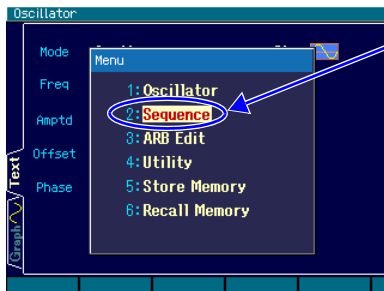 Oscillator
Mode
Menu
Freq
1: Oscillator
2: Sequence
Amptd
3: ARB Edit
Offset
4: Utility
Phase
5: Store Memory
6: Recall Memory
Text
Graph